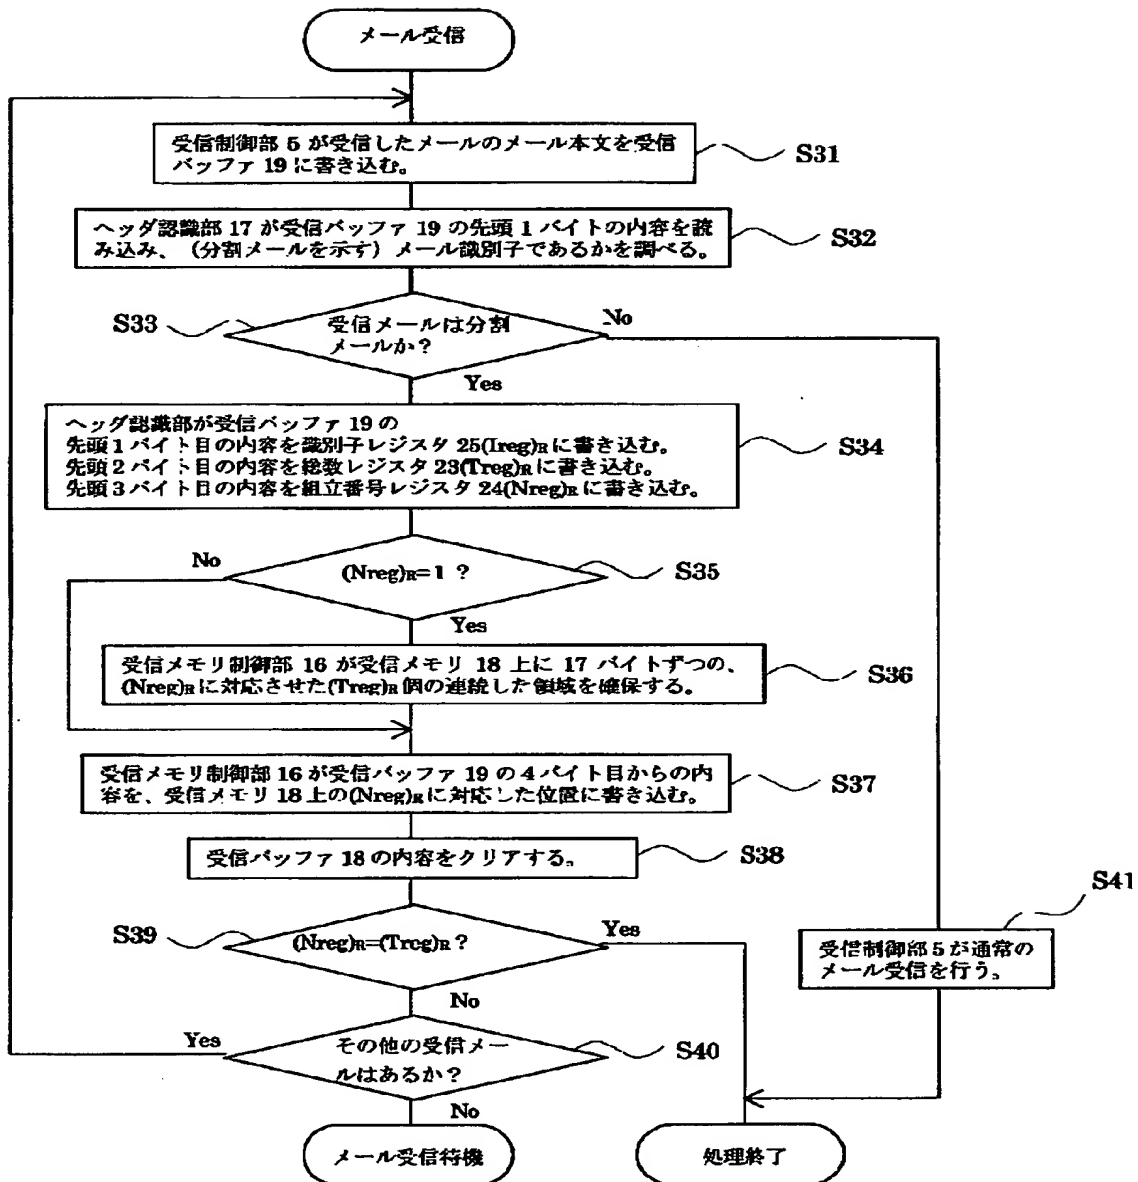 メール受信
受信制御部 5 が受信したメールのメール本文を受信
バッファ 19 に書き込む。
S31
ヘッダ認識部 17 が受信バッファ 19 の先頭 1 バイトの内容を読
み込み、（分割メールを示す）メール識別子であるかを調べる。
S32
S33
受信メールは分割
メールか？
No
Yes
ヘッダ認識部が受信バッファ 19 の
先頭1バイト目の内容を識別子レジスタ 25(Ireg)Rに書き込む。
先頭2バイト目の内容を総数レジスタ 23(Treg)Rに書き込む。
先頭3バイト目の内容を組立番号レジスタ 24(Nreg)Rに書き込む。
S34
No
(Nreg)R=1 ？
S35
Yes
受信メモリ制御部 16 が受信メモリ 18 上に 17 バイトずつの、
(Nreg)Rに対応させた(Treg)R個の連続した領域を確保する。
S36
受信メモリ制御部 16 が受信バッファ 19 の 4 バイト目からの内
容を、受信メモリ 18 上の(Nreg)Rに対応した位置に書き込む。
S37
受信バッファ 18 の内容をクリアする。
S38
S39
(Nreg)R=(Treg)R？
Yes
No
S41
受信制御部 5 が通常の
メール受信を行う。
Yes
その他の受信メー
ルはあるか？
S40
No
メール受信待機
処理終了